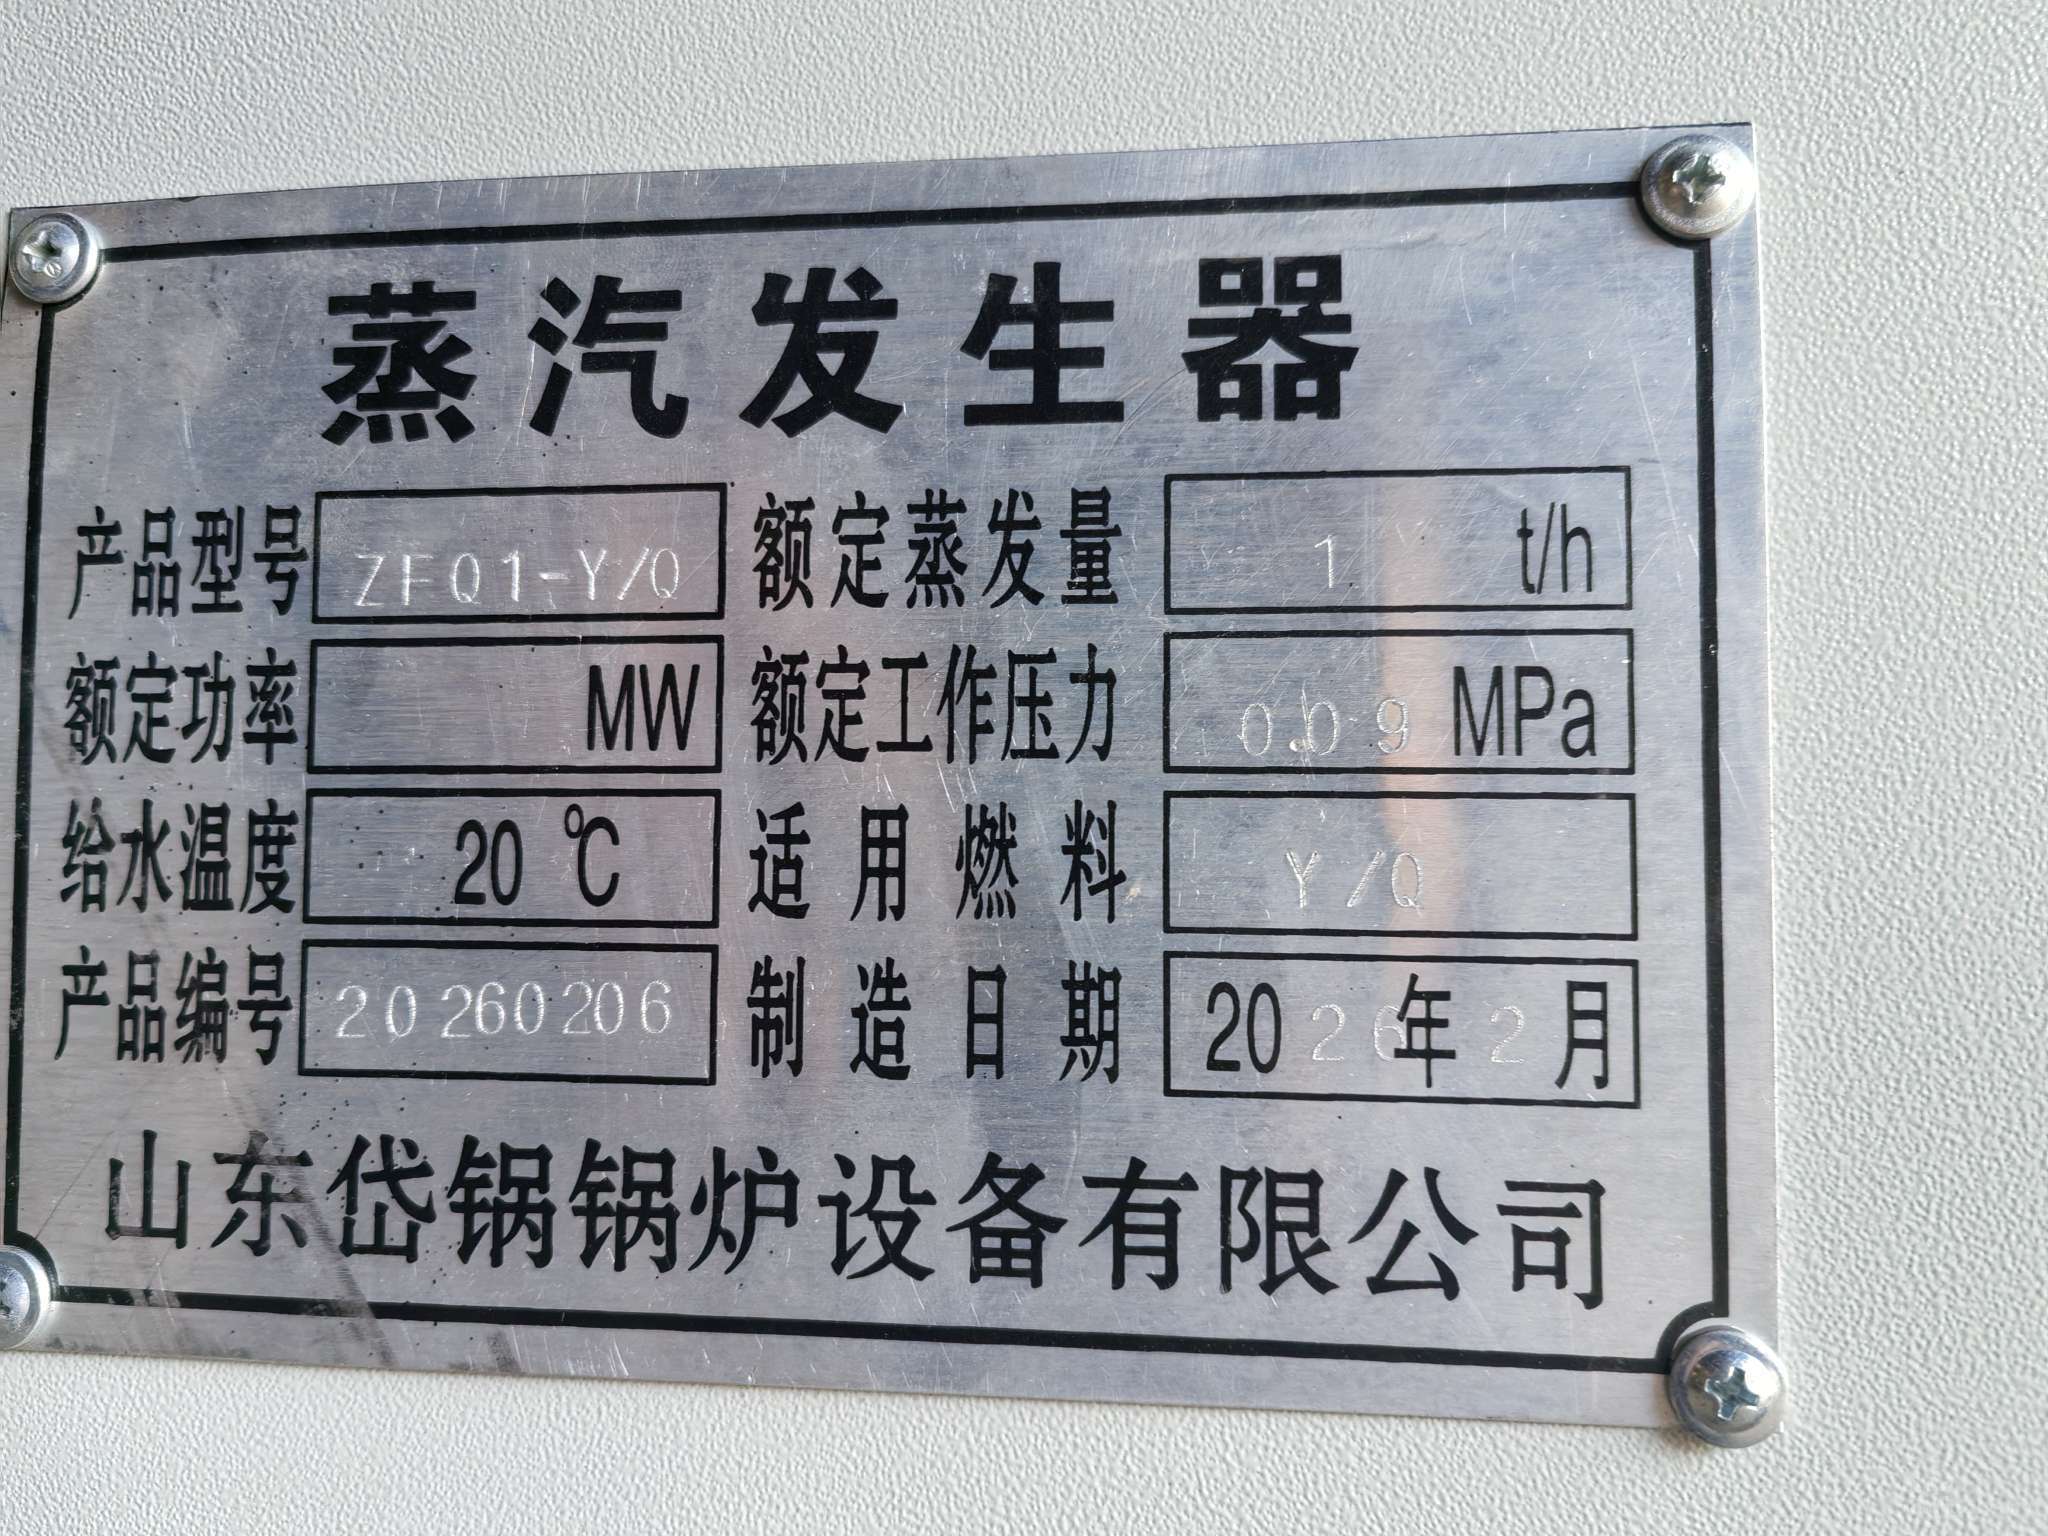 蒸汽发生器
产品型号 ZFQ1-Y/Q 额定蒸发量 1 t/h
额定功率 MW 额定工作压力 0.09 MPa
给水温度 20 ℃ 适用燃料 Y/Q
产品编号 20260206 制造日期 2026年2月
山东岱锅锅炉设备有限公司